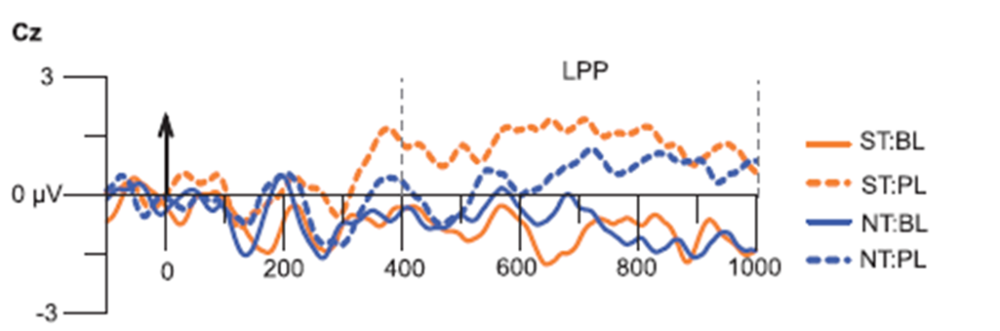 Cz
LPP
3
0 μV
-3
0 200 400 600 800 1000
ST:BL
ST:PL
NT:BL
NT:PL